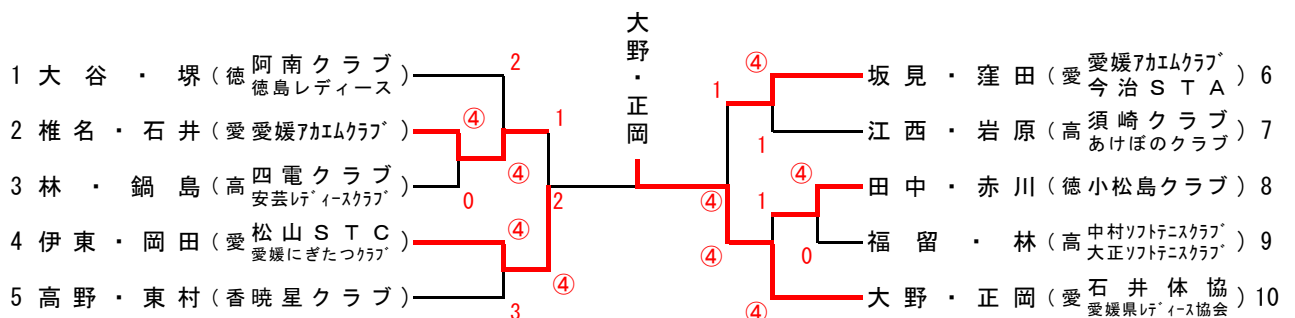 大野・正岡
1 大谷・堺 (徳 阿南クラブ
徳島レディース )
2 椎名・石井 (愛 愛媛アカエムクラブ )
3 林・鍋島 (高 四電クラブ
安芸レディースクラブ )
4 伊東・岡田 (愛 松山STC
愛媛にぎたつクラブ )
5 高野・東村 (香 暁星クラブ )
2
④
0
④
1
④
3
④
2
④
④
1
1
④
0
1
④
④
坂見・窪田 (愛 愛媛アカエムクラブ
今治STA ) 6
江西・岩原 (高 須崎クラブ
あけぼのクラブ ) 7
田中・赤川 (徳 小松島クラブ ) 8
福留・林 (高 中村ソフトテニスクラブ
大正ソフトテニスクラブ ) 9
大野・正岡 (愛 石井体協
愛媛県レディース協会 ) 10